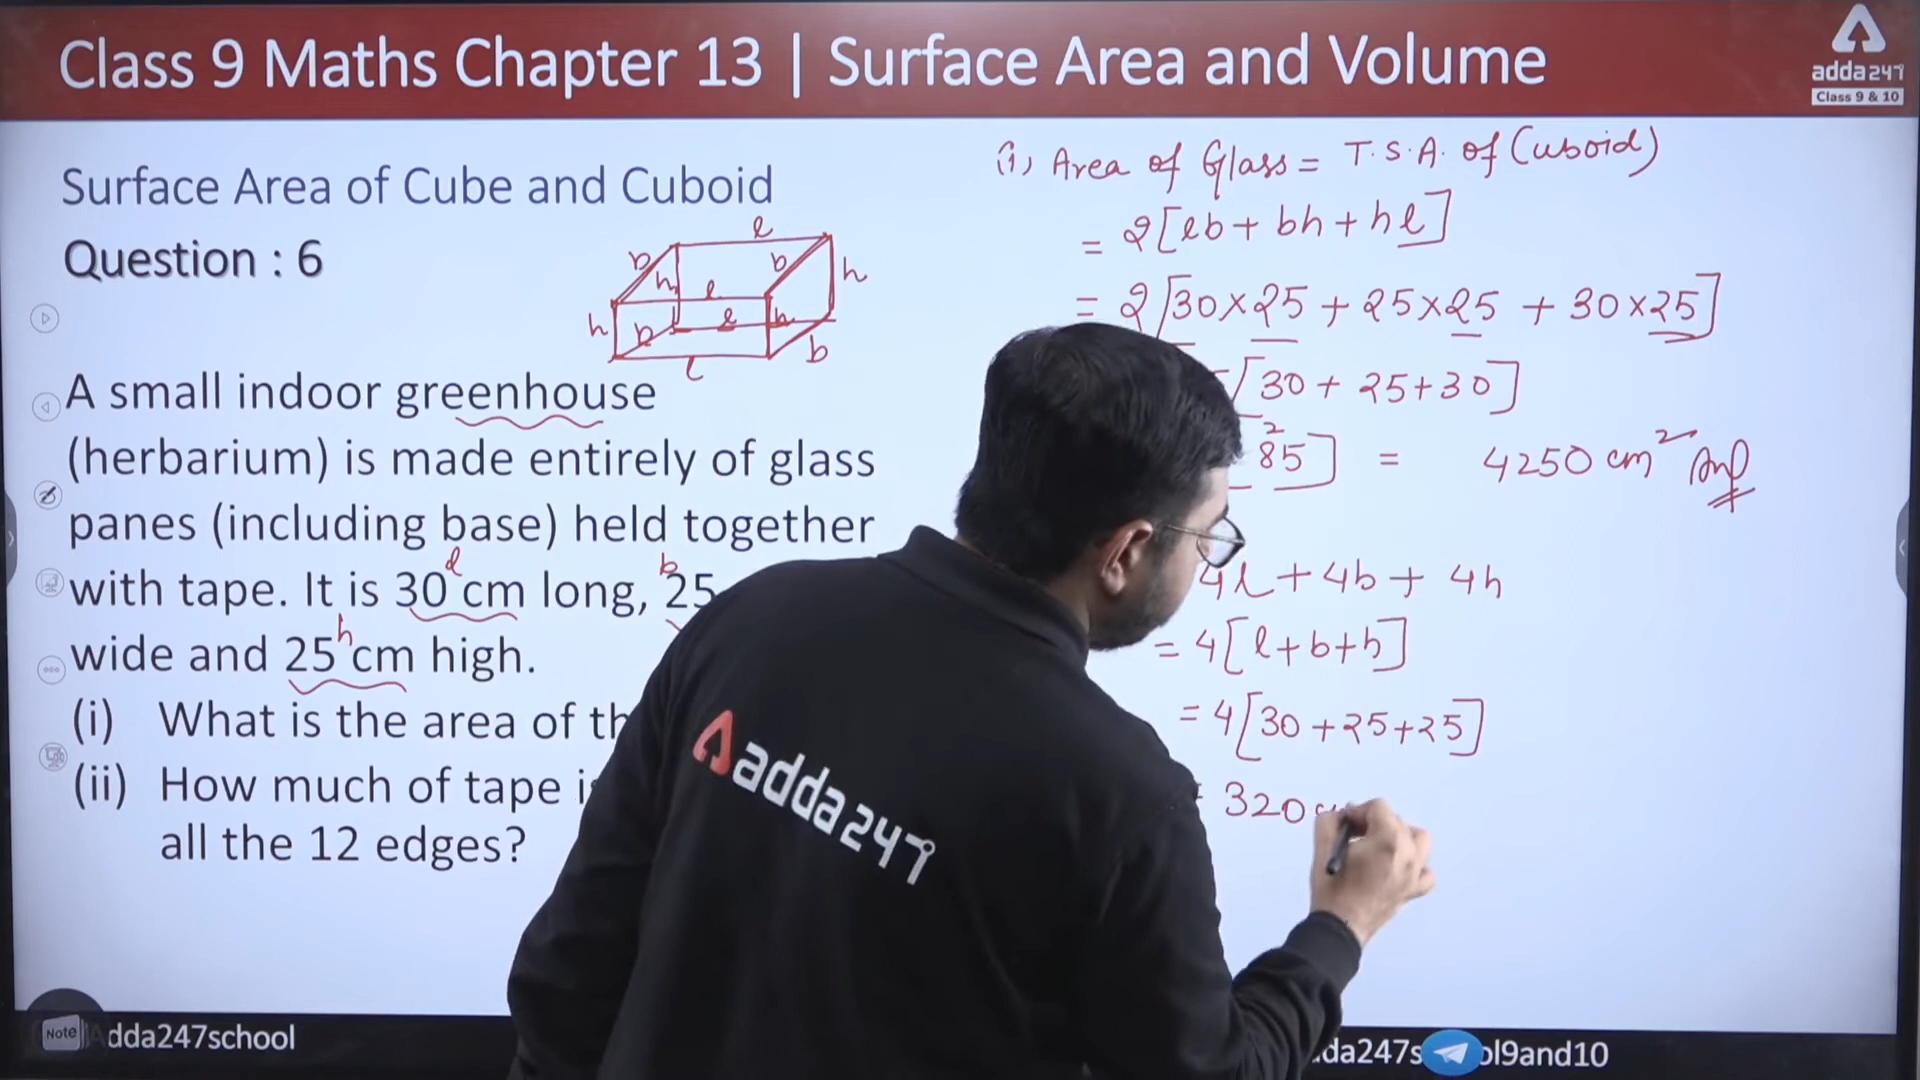 Class 9 Maths Chapter 13 | Surface Area and Volume
adda247
Class 9 & 10
Surface Area of Cube and Cuboid
Question : 6
l
b
b
h
h
l
h
b
l
h
b
l
A small indoor greenhouse
(herbarium) is made entirely of glass
panes (including base) held together
l
b
with tape. It is 30 cm long, 25
h
wide and 25 cm high.
(i) What is the area of th
(ii) How much of tape is
all the 12 edges?
(i) Area of Glass = T.S.A. of (Cuboid)
= 2[lb + bh + hl]
= 2[30×25 + 25×25 + 30×25]
[30 + 25+30]
2
85] = 4250 cm²
4l + 4b + 4h
= 4[l+b+h]
= 4[30+25+25]
= 320
adda247
Note
dda247school
da247s ol9and10